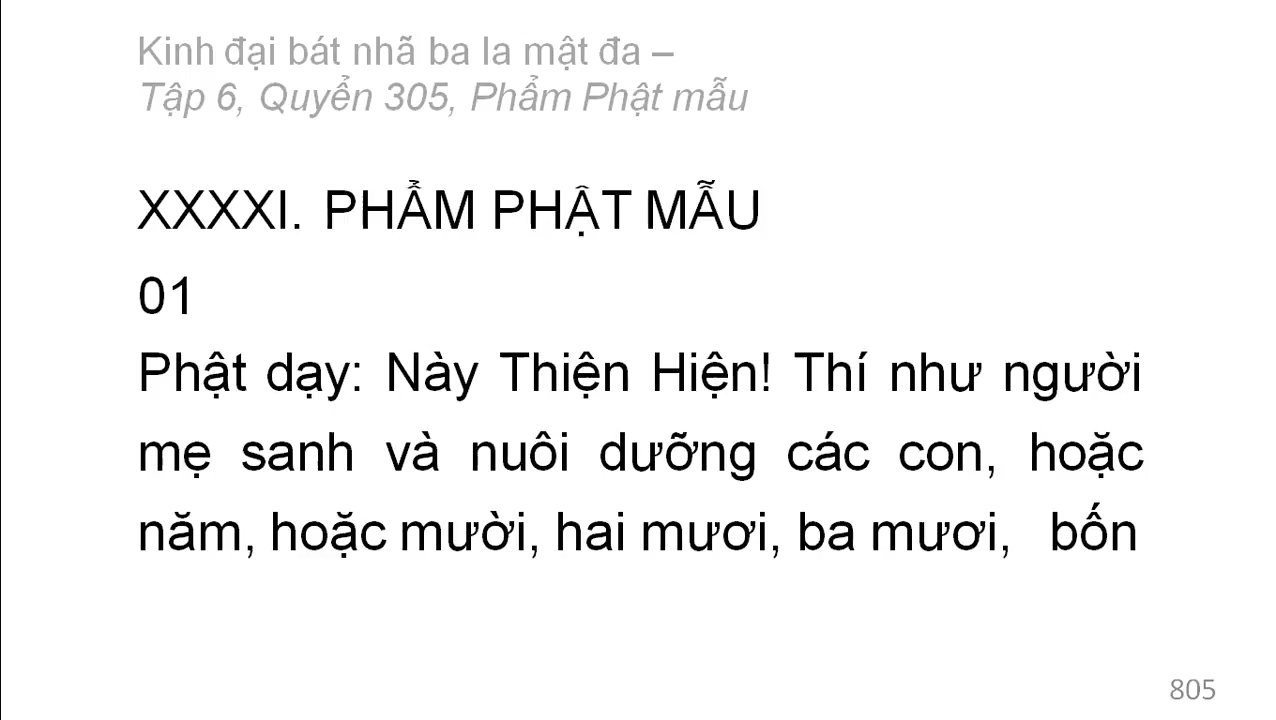 Kinh đại bát nhã ba la mật đa –
Tập 6, Quyển 305, Phẩm Phật mẫu
XXXXI. PHẨM PHẬT MẪU
01
Phật dạy: Này Thiện Hiện! Thí như người
mẹ sanh và nuôi dưỡng các con, hoặc
năm, hoặc mười, hai mươi, ba mươi, bốn
805